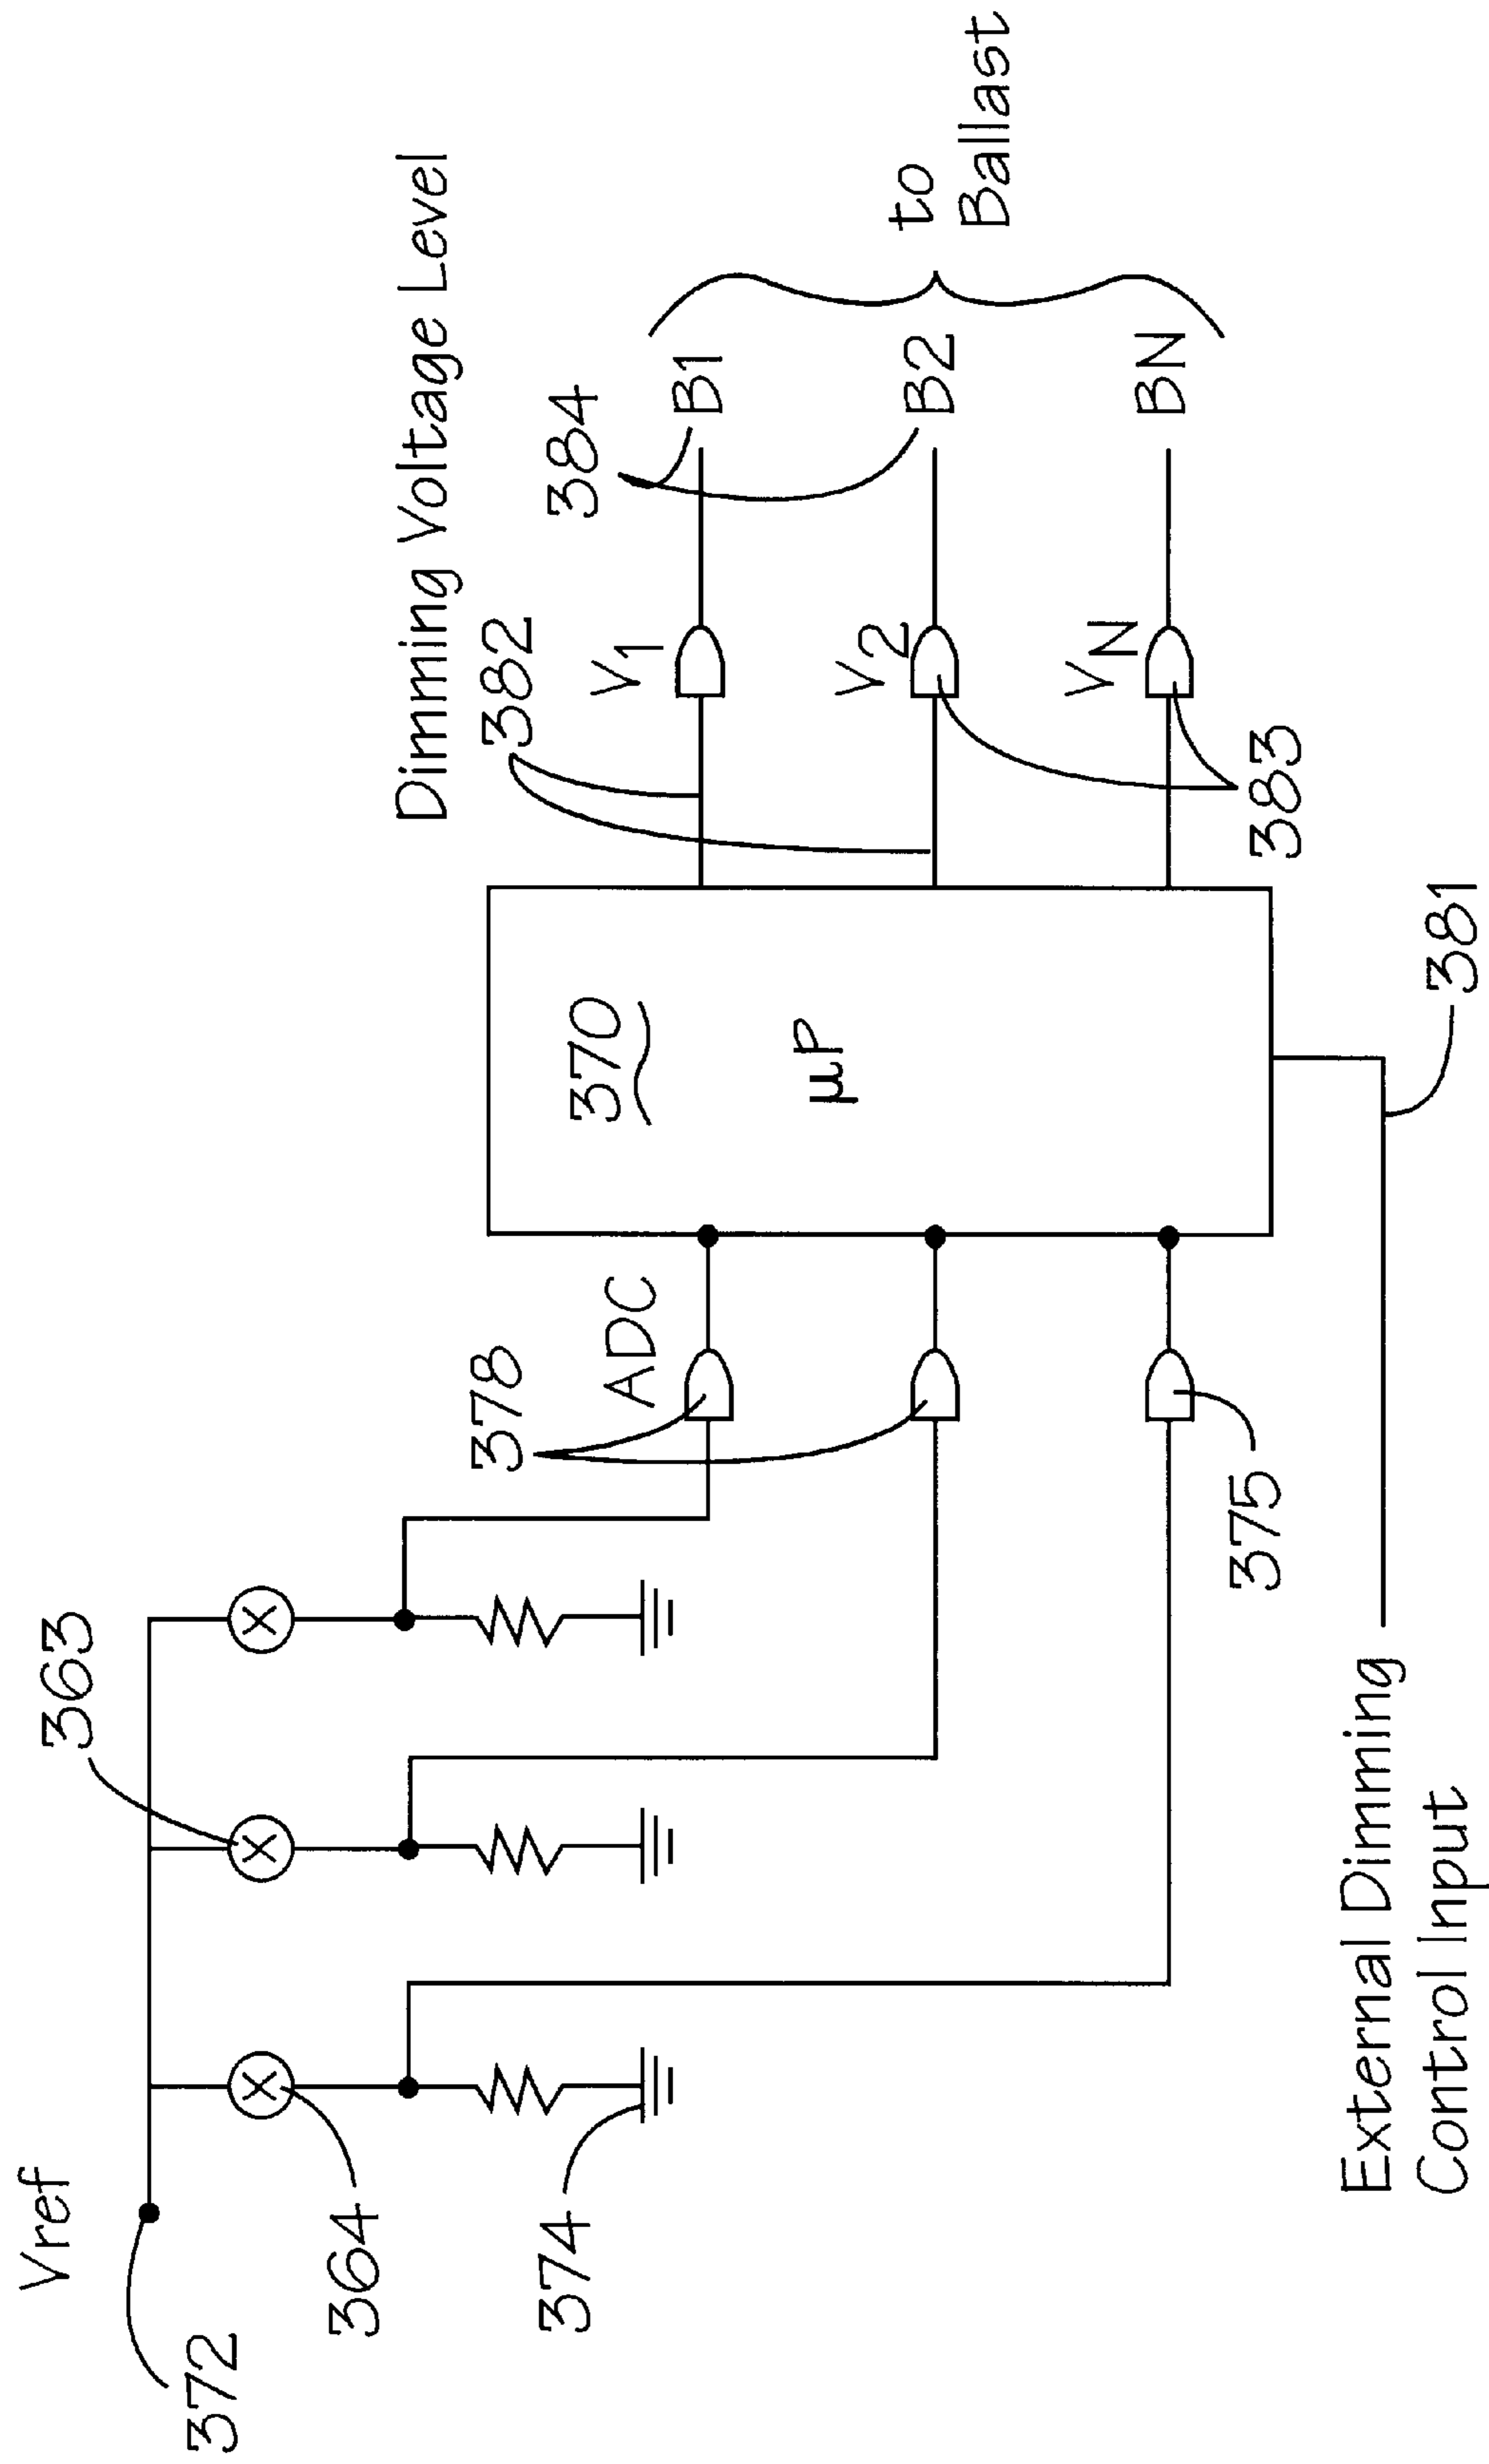 Vref
372
363
364
374
378
ADC
375
370
μP
External Dimming
Control Input
381
Dimming Voltage Level
382
384
V1
V2
VN
383
B1
B2
BN
to
Ballast